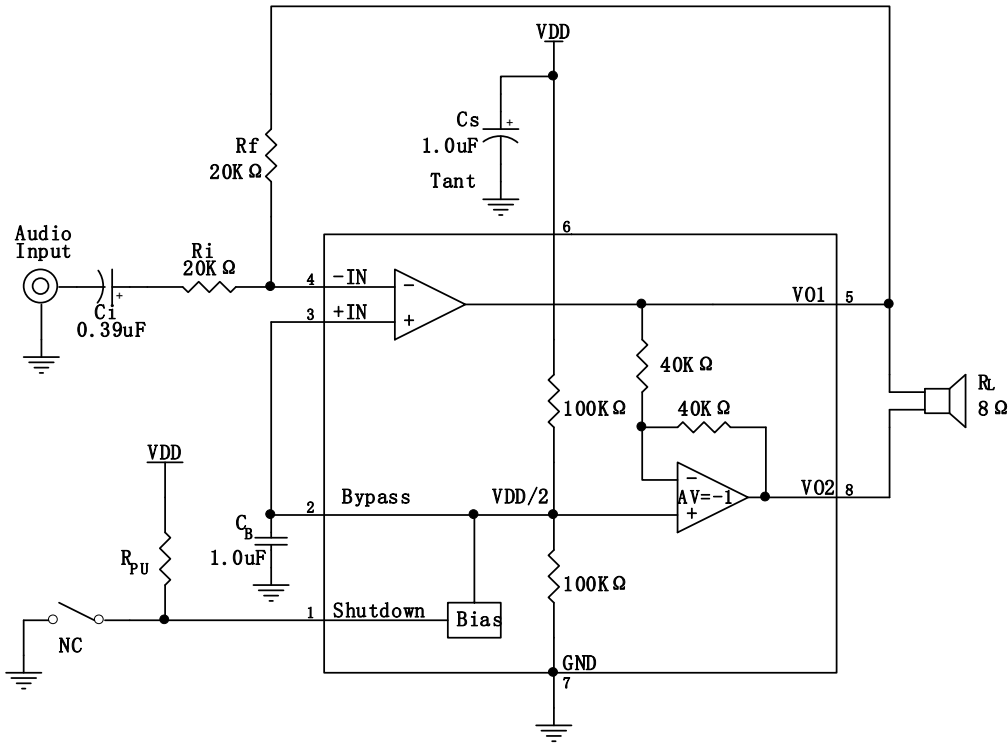 VDD
Cs
+
1.0uF
Tant
Rf
20KΩ
6
Audio
Input
Ri
20KΩ
4
-IN
−
+
Ci
0.39uF
3
+IN
+
VO1
5
40KΩ
RL
8Ω
100KΩ
40KΩ
VDD
−
AV=-1
+
VO2
8
2
Bypass
VDD/2
CB
1.0uF
RPU
100KΩ
1
Shutdown
Bias
NC
GND
7